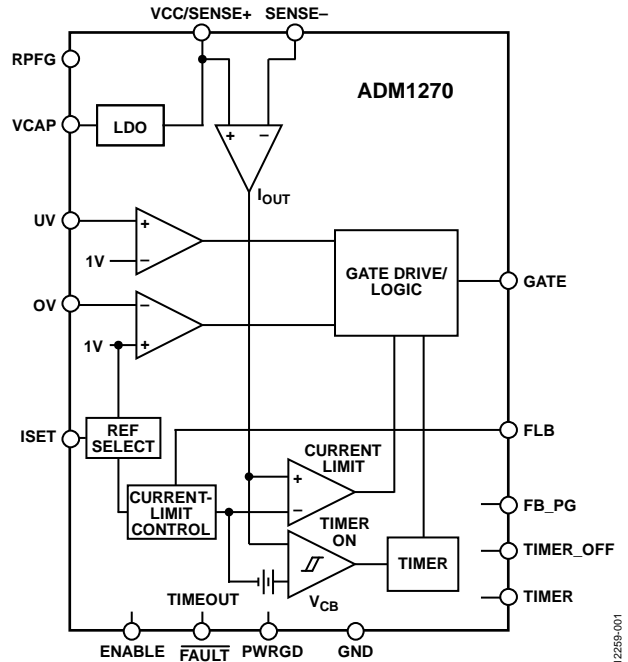 VCC/SENSE+ SENSE–
RPFG
ADM1270
VCAP
LDO
+ –
IOUT
UV
+
1V
–
GATE DRIVE/
LOGIC
GATE
OV
–
1V
+
ISET
REF
SELECT
FLB
CURRENT
LIMIT
+
–
CURRENT-
LIMIT
CONTROL
FB_PG
TIMER
ON
TIMER
TIMER_OFF
VCB
TIMEOUT
TIMER
ENABLE FAULT PWRGD GND
12259-001